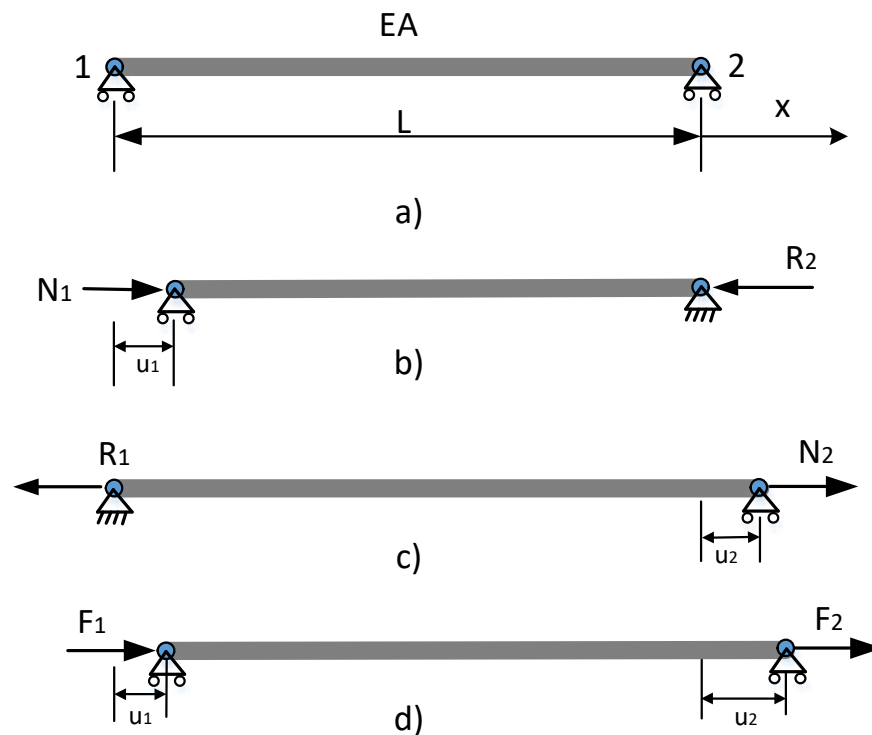 EA
1 2
L x
a)
N₁ R₂
u₁
b)
R₁ N₂
u₂
c)
F₁ F₂
u₁ u₂
d)